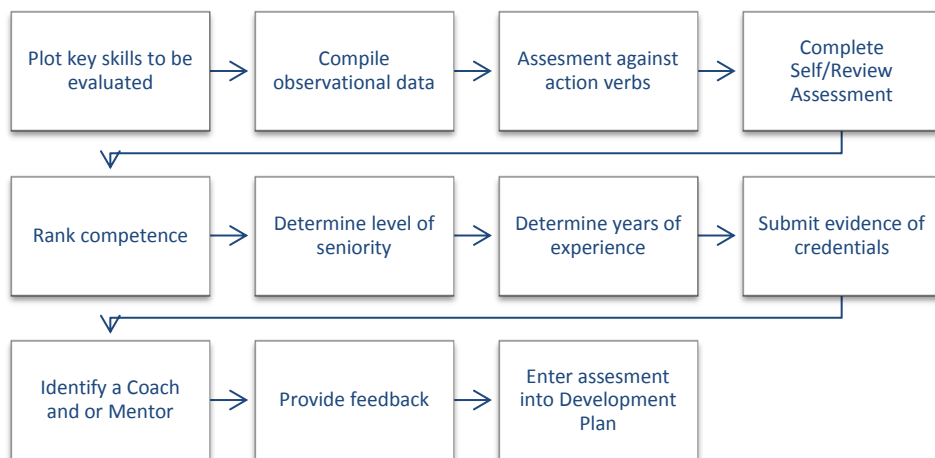 Plot key skills to be
evaluated
Compile
observational data
Assesment against
action verbs
Complete
Self/Review
Assessment
Rank competence
Determine level of
seniority
Determine years of
experience
Submit evidence of
credentials
Identify a Coach
and or Mentor
Provide feedback
Enter assesment
into Development
Plan